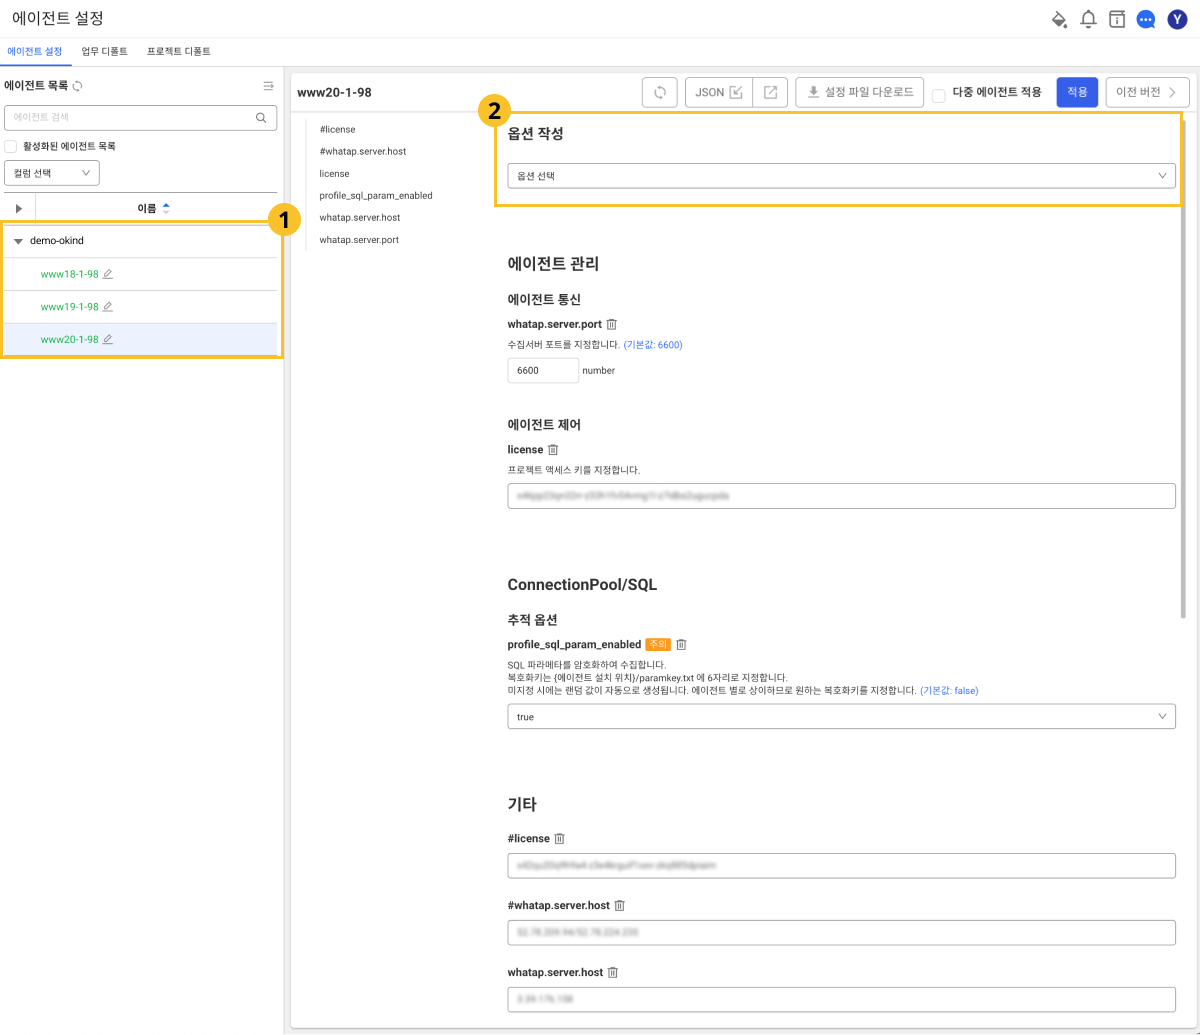 에이전트 설정
Y
에이전트 설정
업무 디폴트
프로젝트 디폴트
에이전트 목록
에이전트 검색
활성화된 에이전트 목록
컬럼 선택
이름
1
demo-okind
www18-1-98
www19-1-98
www20-1-98
www20-1-98
JSON
설정 파일 다운로드
다중 에이전트 적용
적용
이전 버전
#license
#whatap.server.host
license
profile_sql_param_enabled
whatap.server.host
whatap.server.port
2
옵션 작성
옵션 선택
에이전트 관리
에이전트 통신
whatap.server.port
수집서버 포트를 지정합니다. (기본값: 6600)
6600 number
에이전트 제어
license
프로젝트 액세스 키를 지정합니다.
ConnectionPool/SQL
추적 옵션
profile_sql_param_enabled 주의
SQL 파라메타를 암호화하여 수집합니다.
복호화키는 {에이전트 설치 위치}/paramkey.txt 에 6자리로 지정합니다.
미지정 시에는 랜덤 값이 자동으로 생성됩니다. 에이전트 별로 상이하므로 원하는 복호화키를 지정합니다. (기본값: false)
true
기타
#license
#whatap.server.host
whatap.server.host